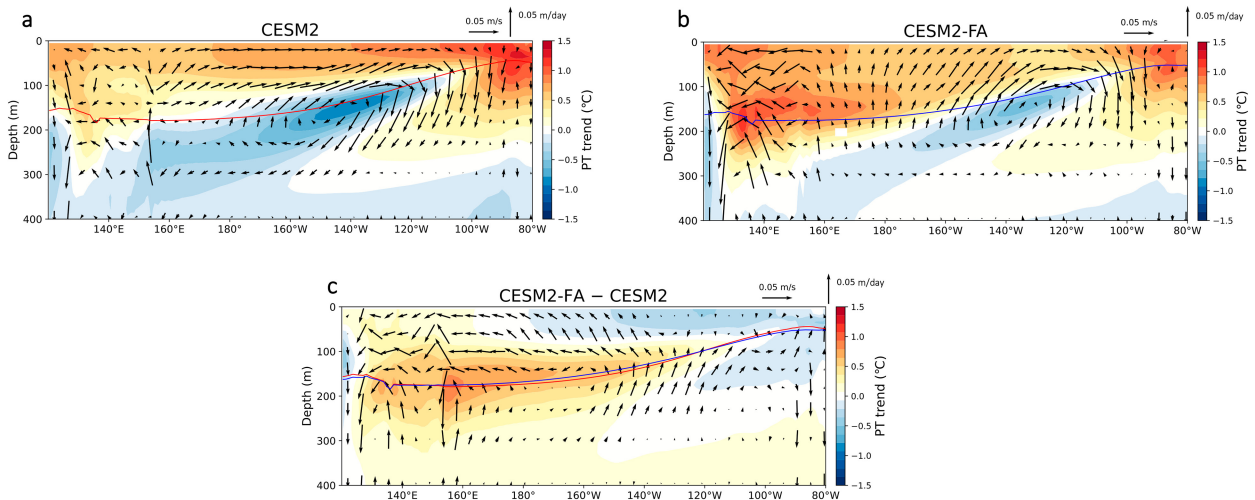 a
CESM2
0.05 m/s
0.05 m/day
0
100
200
300
400
Depth (m)
140°E
160°E
180°
160°W
140°W
120°W
100°W
80°W
1.5
1.0
0.5
0.0
−0.5
−1.0
−1.5
PT trend (°C)
b
CESM2-FA
0.05 m/s
0.05 m/day
0
100
200
300
400
Depth (m)
140°E
160°E
180°
160°W
140°W
120°W
100°W
80°W
1.5
1.0
0.5
0.0
−0.5
−1.0
−1.5
PT trend (°C)
c
CESM2-FA − CESM2
0.05 m/s
0.05 m/day
0
100
200
300
400
Depth (m)
140°E
160°E
180°
160°W
140°W
120°W
100°W
80°W
1.5
1.0
0.5
0.0
−0.5
−1.0
−1.5
PT trend (°C)